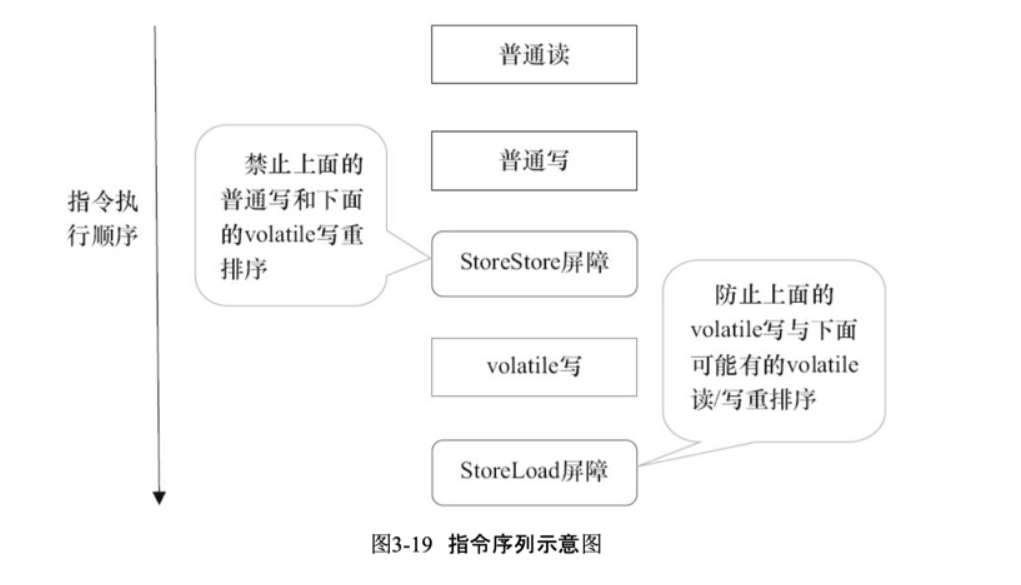 普通读
普通写
禁止上面的
普通写和下面
的volatile写重
排序
指令执
行顺序
StoreStore屏障
防止上面的
volatile写与下面
可能有的volatile
读/写重排序
volatile写
StoreLoad屏障
图3-19 指令序列示意图